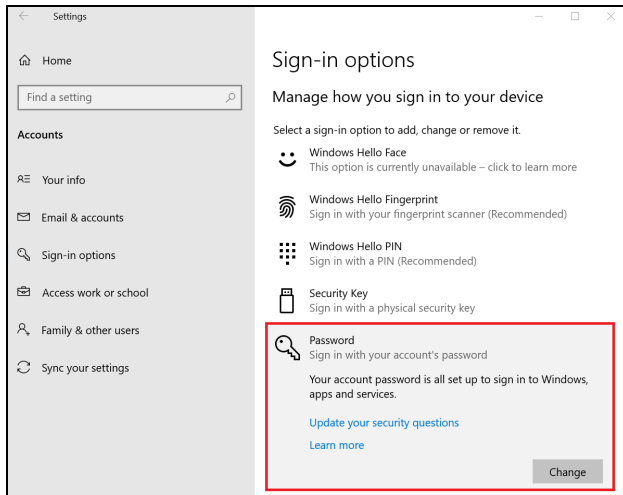 Settings
Home
Find a setting
Accounts
Your info
Email & accounts
Sign-in options
Access work or school
Family & other users
Sync your settings
Sign-in options
Manage how you sign in to your device
Select a sign-in option to add, change or remove it.
Windows Hello Face
This option is currently unavailable – click to learn more
Windows Hello Fingerprint
Sign in with your fingerprint scanner (Recommended)
Windows Hello PIN
Sign in with a PIN (Recommended)
Security Key
Sign in with a physical security key
Password
Sign in with your account's password
Your account password is all set up to sign in to Windows,
apps and services.
Update your security questions
Learn more
Change